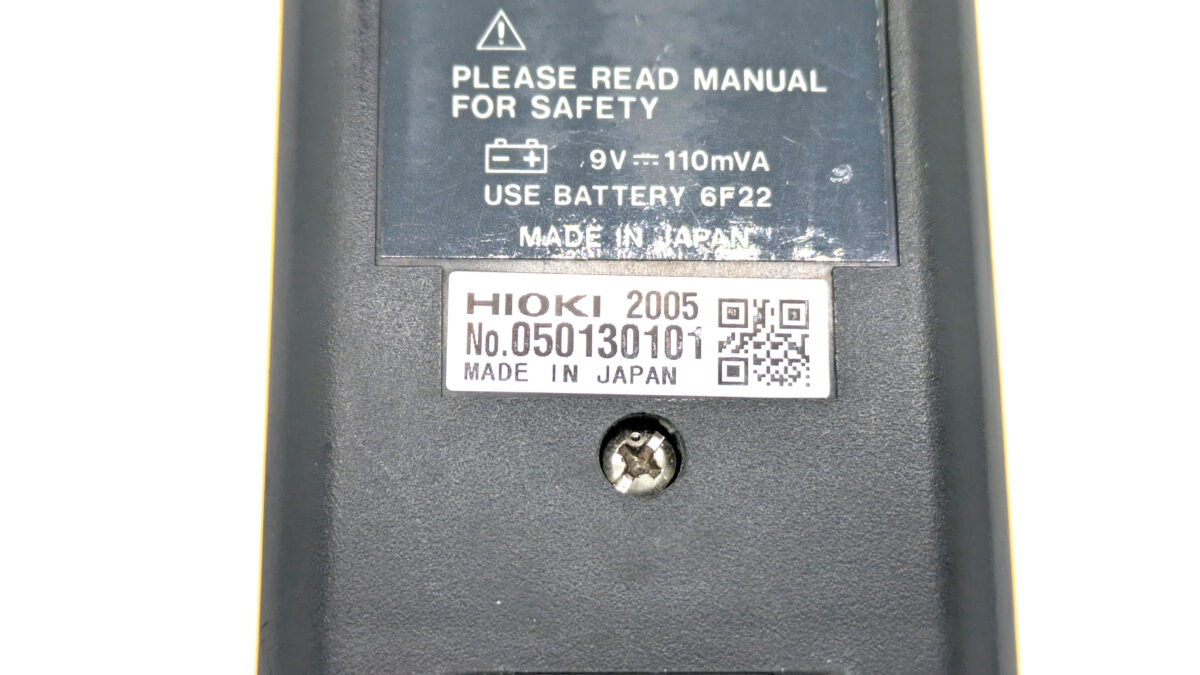 PLEASE READ MANUAL
FOR SAFETY
9V⎓110mVA
USE BATTERY 6F22
MADE IN JAPAN
HIOKI 2005
No.050130101
MADE IN JAPAN